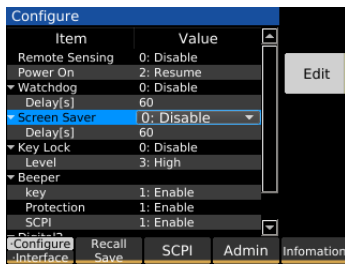 Configure
Item Value
Remote Sensing 0: Disable
Power On 2: Resume
Watchdog 0: Disable
Delay[s] 60
Screen Saver 0: Disable
Delay[s] 60
Key Lock 0: Disable
Level 3: High
Beeper
key 1: Enable
Protection 1: Enable
SCPI 1: Enable
Edit
·Configure
·Interface
Recall
Save
SCPI
Admin
Infomation